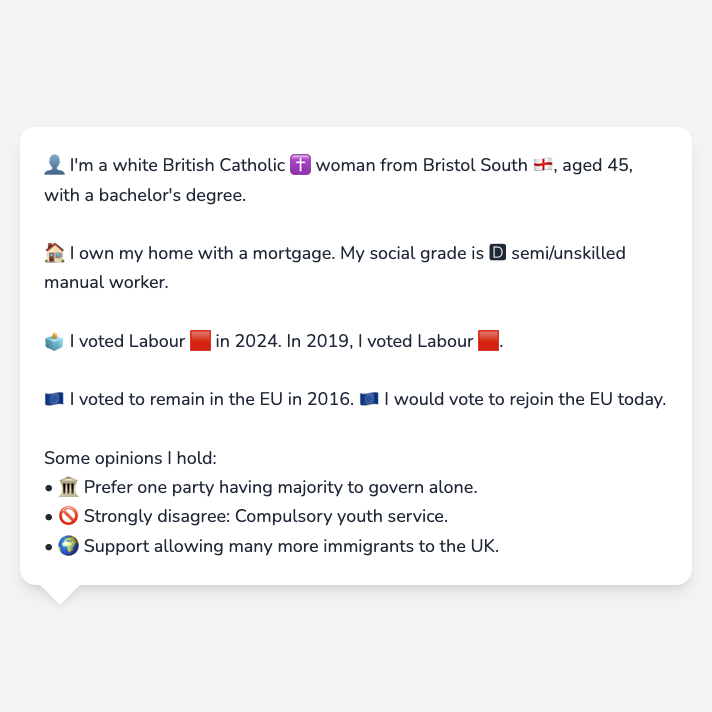 👤 I'm a white British Catholic ✝️ woman from Bristol South 🏴󠁧󠁢󠁥󠁮󠁧󠁿, aged 45,
with a bachelor's degree.
🏠 I own my home with a mortgage. My social grade is 🅳 semi/unskilled
manual worker.
🗳️ I voted Labour 🟥 in 2024. In 2019, I voted Labour 🟥.
🇪🇺 I voted to remain in the EU in 2016. 🇪🇺 I would vote to rejoin the EU today.
Some opinions I hold:
• 🏛️ Prefer one party having majority to govern alone.
• 🚫 Strongly disagree: Compulsory youth service.
• 🌍 Support allowing many more immigrants to the UK.